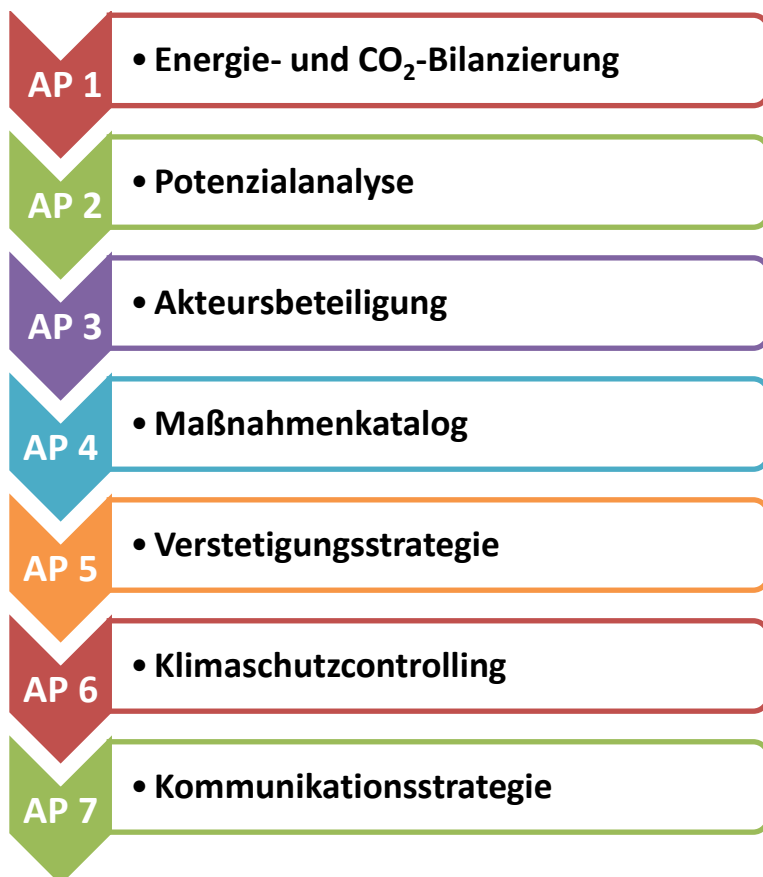 AP 1
• Energie- und CO₂-Bilanzierung
AP 2
• Potenzialanalyse
AP 3
• Akteursbeteiligung
AP 4
• Maßnahmenkatalog
AP 5
• Verstetigungsstrategie
AP 6
• Klimaschutzcontrolling
AP 7
• Kommunikationsstrategie